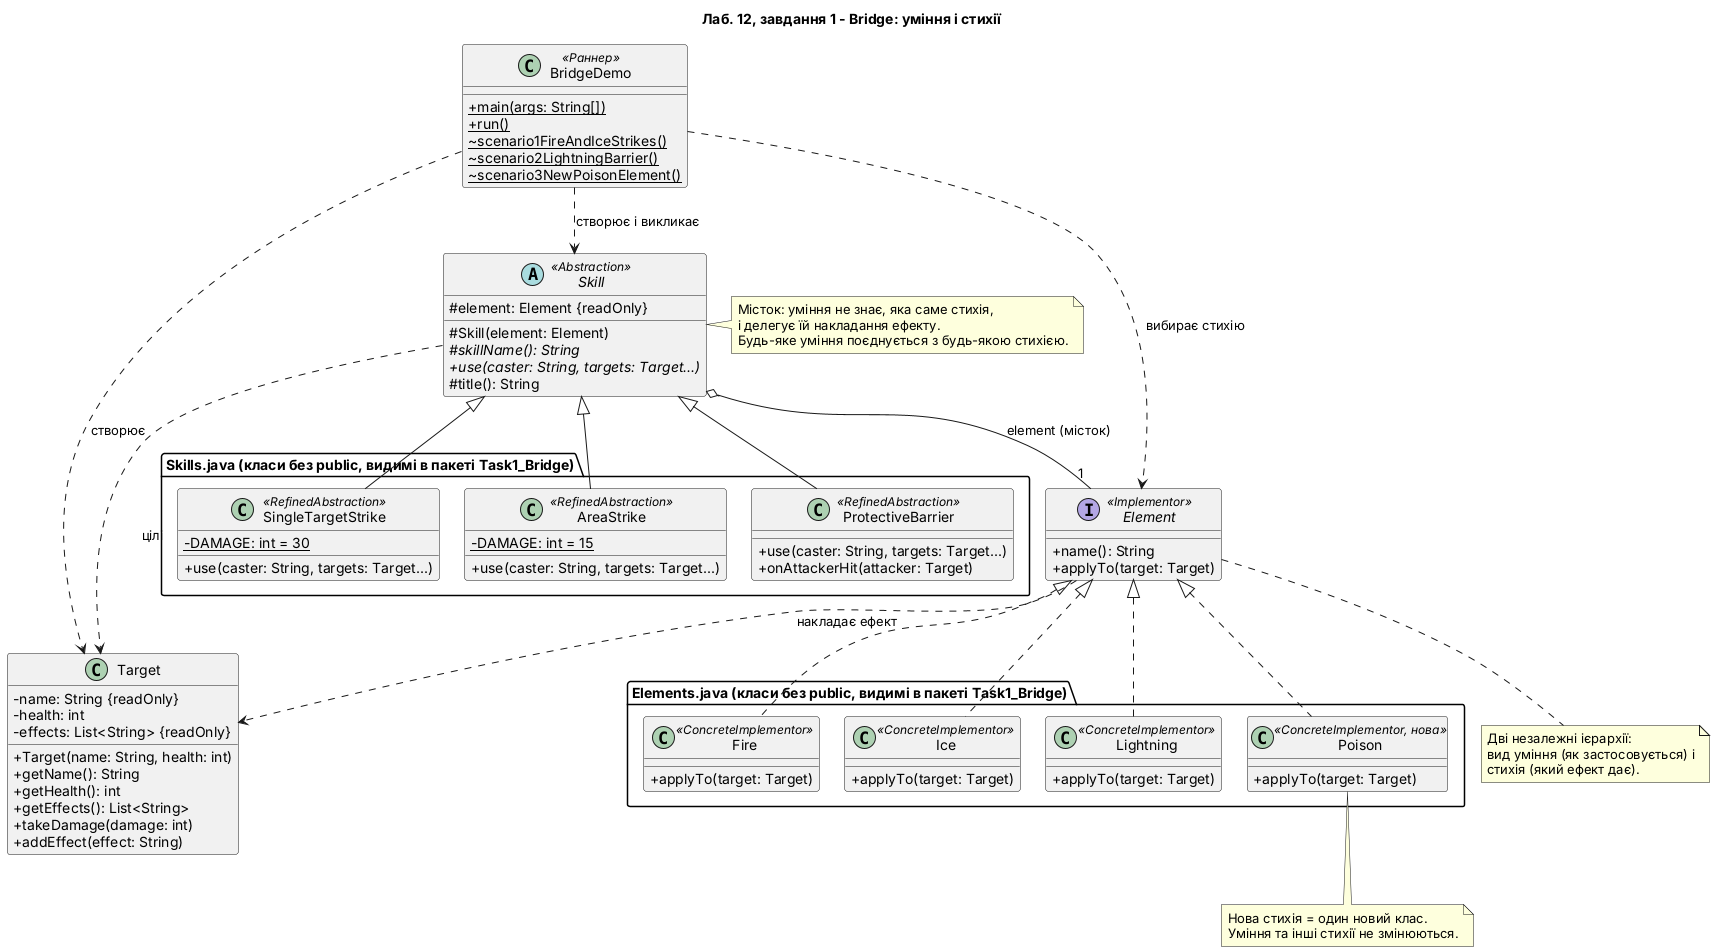 Лаб. 12, завдання 1 - Bridge: уміння і стихії
C
«Раннер»
BridgeDemo
+main(args: String[])
+run()
~scenario1FireAndIceStrikes()
~scenario2LightningBarrier()
~scenario3NewPoisonElement()
створює і викликає
вибирає стихію
створює
A
«Abstraction»
Skill
#element: Element {readOnly}
#Skill(element: Element)
#skillName(): String
+use(caster: String, targets: Target...)
#title(): String
Місток: уміння не знає, яка саме стихія,
і делегує їй накладання ефекту.
Будь-яке уміння поєднується з будь-якою стихією.
element (місток)
1
Skills.java (класи без public, видимі в пакеті Task1_Bridge)
C
«RefinedAbstraction»
SingleTargetStrike
-DAMAGE: int = 30
+use(caster: String, targets: Target...)
C
«RefinedAbstraction»
AreaStrike
-DAMAGE: int = 15
+use(caster: String, targets: Target...)
C
«RefinedAbstraction»
ProtectiveBarrier
+use(caster: String, targets: Target...)
+onAttackerHit(attacker: Target)
I
«Implementor»
Element
+name(): String
+applyTo(target: Target)
накладає ефект
C
Target
-name: String {readOnly}
-health: int
-effects: List<String> {readOnly}
+Target(name: String, health: int)
+getName(): String
+getHealth(): int
+getEffects(): List<String>
+takeDamage(damage: int)
+addEffect(effect: String)
Elements.java (класи без public, видимі в пакеті Task1_Bridge)
C
«ConcreteImplementor»
Fire
+applyTo(target: Target)
C
«ConcreteImplementor»
Ice
+applyTo(target: Target)
C
«ConcreteImplementor»
Lightning
+applyTo(target: Target)
C
«ConcreteImplementor, нова»
Poison
+applyTo(target: Target)
Дві незалежні ієрархії:
вид уміння (як застосовується) і
стихія (який ефект дає).
Нова стихія = один новий клас.
Уміння та інші стихії не змінюються.